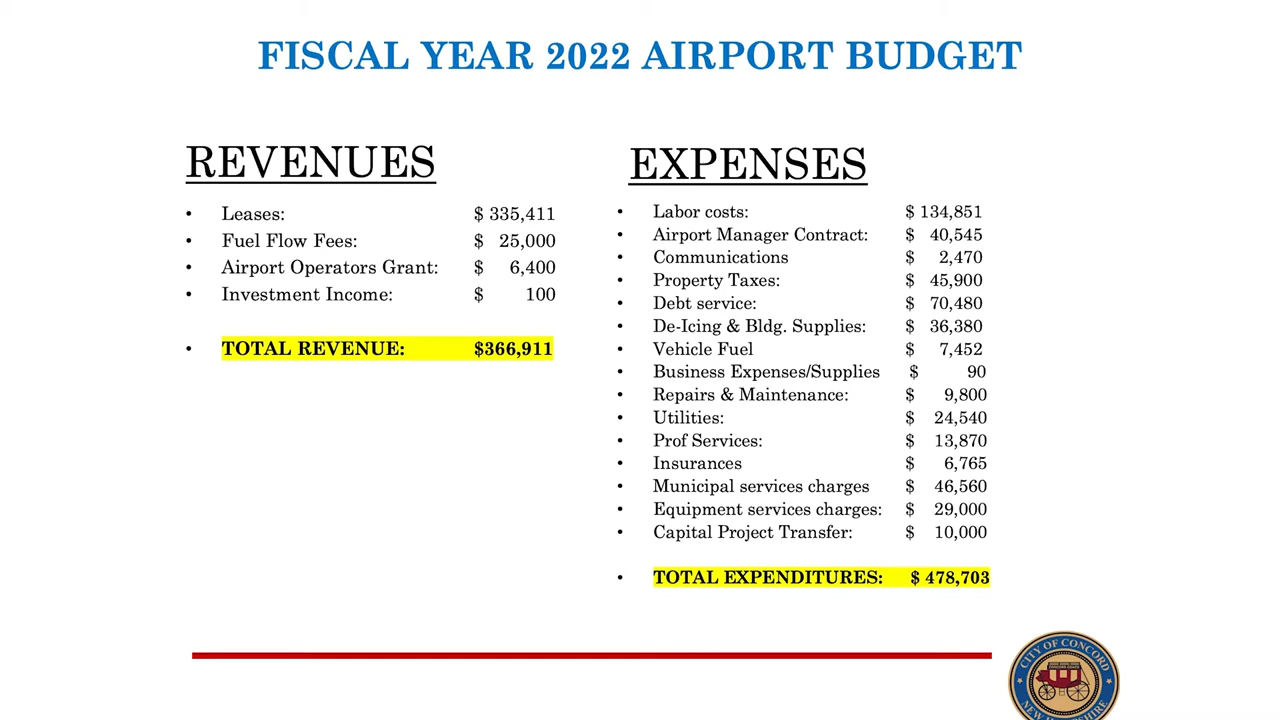 FISCAL YEAR 2022 AIRPORT BUDGET
REVENUES
• Leases: $ 335,411
• Fuel Flow Fees: $ 25,000
• Airport Operators Grant: $ 6,400
• Investment Income: $ 100
• TOTAL REVENUE: $366,911
EXPENSES
• Labor costs: $ 134,851
• Airport Manager Contract: $ 40,545
• Communications $ 2,470
• Property Taxes: $ 45,900
• Debt service: $ 70,480
• De-Icing & Bldg. Supplies: $ 36,380
• Vehicle Fuel $ 7,452
• Business Expenses/Supplies $ 90
• Repairs & Maintenance: $ 9,800
• Utilities: $ 24,540
• Prof Services: $ 13,870
• Insurances $ 6,765
• Municipal services charges $ 46,560
• Equipment services charges: $ 29,000
• Capital Project Transfer: $ 10,000
• TOTAL EXPENDITURES: $ 478,703
CITY OF CONCORD